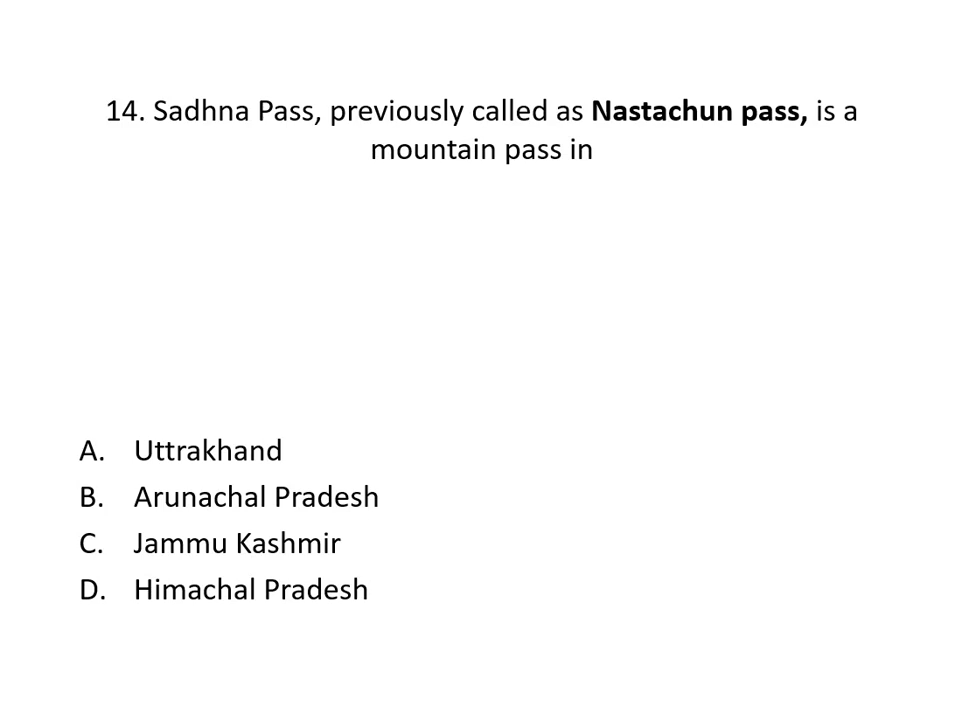 14. Sadhna Pass, previously called as Nastachun pass, is a
mountain pass in
A. Uttrakhand
B. Arunachal Pradesh
C. Jammu Kashmir
D. Himachal Pradesh